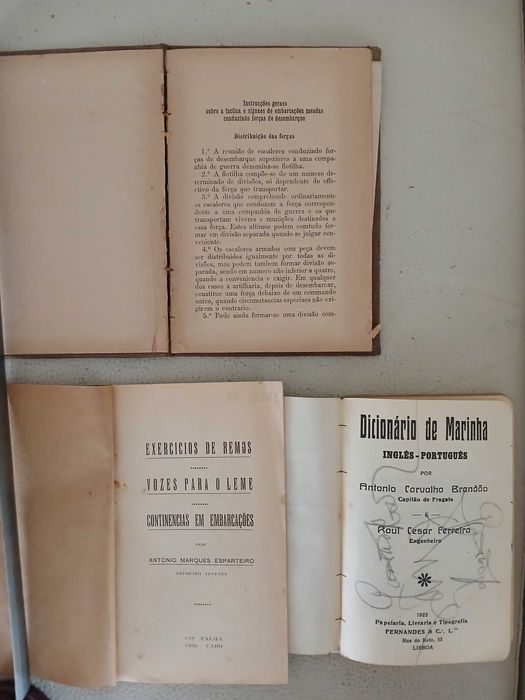 Instrucções geraes
sobre a tactica e signaes de embarcações meudas
conduzindo forças de desembarque
Distribuição das forças
1.º A reunião de escaleres conduzindo for-
ças de desembarque superiores a uma compa-
nhia de guerra denomina-se flotilha.
2.º A flotilha compõe-se de um numero de-
terminado de divisões, só dependente do effe-
ctivo da força que transportar.
3.º A divisão comprehende ordinariamente
os escaleres que conduzem a força correspon-
dente a uma companhia de guerra e os que
transportam viveres e munições destinados a
essa força. Estes ultimos podem comtudo for-
mar em divisão separada quando se julgar con-
veniente.
4.º Os escaleres armados com peça devem
ser distribuidos igualmente por todas as di-
visões, mas podem tambem formar divisão se-
parada, sendo em numero não inferior a quatro,
quando a conveniencia o exigir. Em qualquer
dos casos a artilharia, depois de desembarcar,
constitue uma força debaixo de um commando
unico, quando circumstancias especiaes não exi-
girem o contrario.
5.º Pode ainda formar-se uma divisão com-
EXERCICIOS DE REMOS
VOZES PARA O LEME
CONTINENCIAS EM EMBARCAÇÕES
POR
ANTONIO MARQUES ESPARTEIRO
PRIMEIRO TENENTE
PALMA
Dicionário de Marinha
INGLÊS-PORTUGUÊS
POR
Antonio Carvalho Brandão
Capitão de Fragata
E
Raul Cesar Ferreira
Engenheiro
1922
Papelaria, Livraria e Tipografia
FERNANDES & C.ª, L.da
Rua do Rato, 13
LISBOA